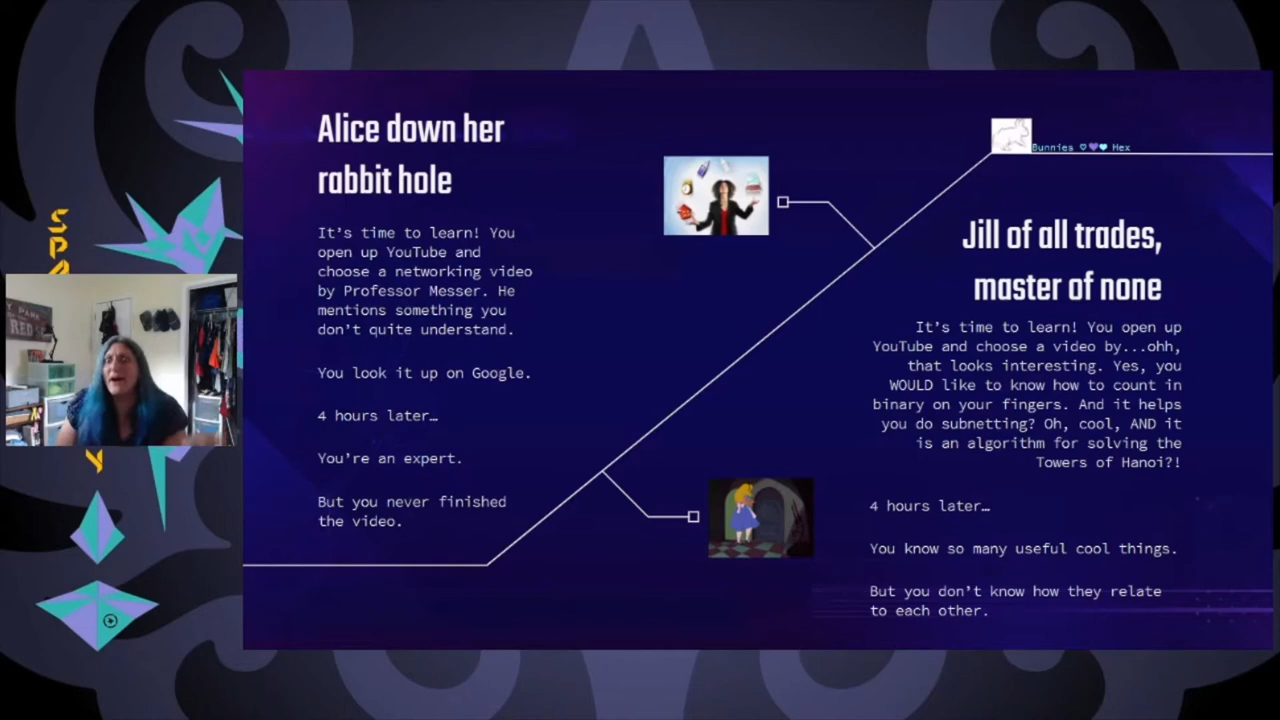 Alice down her
rabbit hole
It's time to learn! You
open up YouTube and
choose a networking video
by Professor Messer. He
mentions something you
don't quite understand.
You look it up on Google.
4 hours later…
You're an expert.
But you never finished
the video.
Bunnies ♡💜🩵 Hex
Jill of all trades,
master of none
It's time to learn! You open up
YouTube and choose a video by...ohh,
that looks interesting. Yes, you
WOULD like to know how to count in
binary on your fingers. And it helps
you do subnetting? Oh, cool, AND it
is an algorithm for solving the
Towers of Hanoi?!
4 hours later…
You know so many useful cool things.
But you don't know how they relate
to each other.
SPA
Y
RED